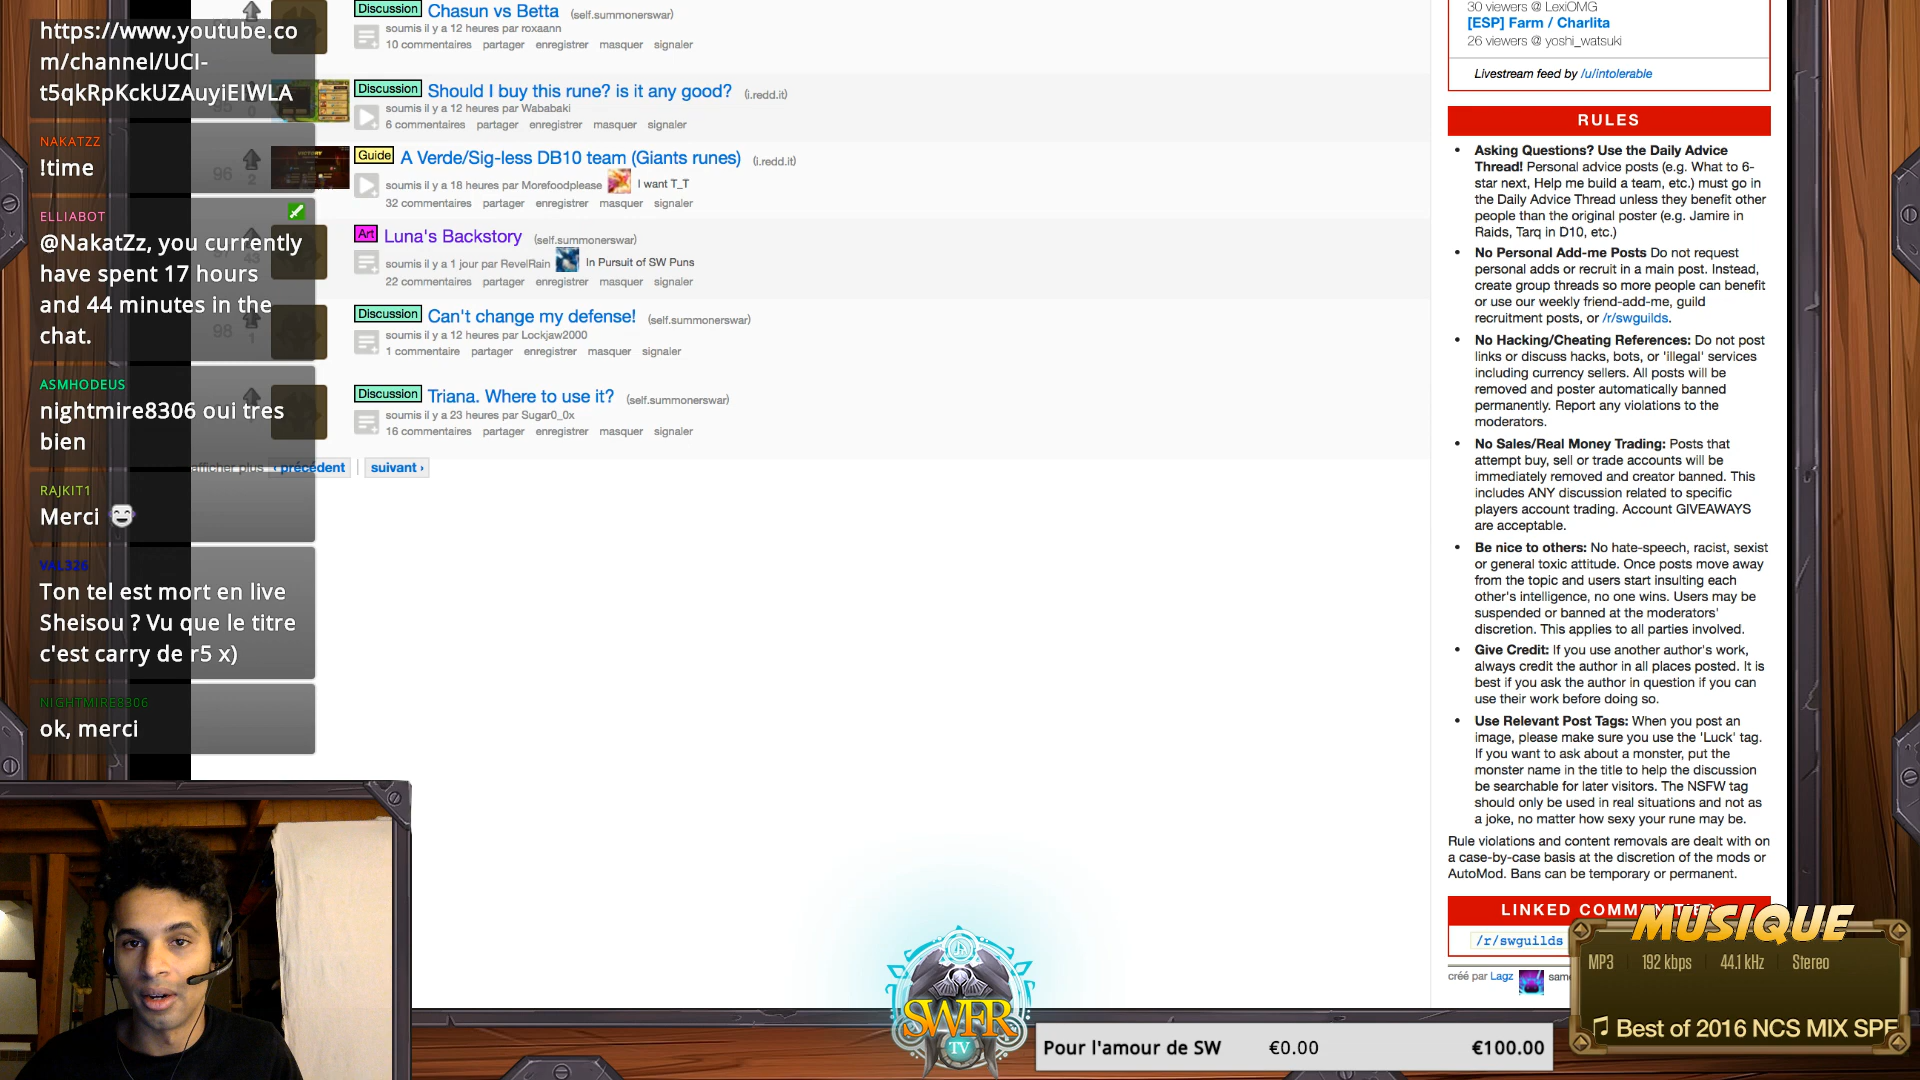 https://www.youtube.co
m/channel/UCI-
t5qkRpKckUZAuyiEIWLA
NAKATZZ
!time
ELLIABOT
@NakatZz, you currently
have spent 17 hours
and 44 minutes in the
chat.
ASMHODEUS
nightmire8306 oui tres
bien
RAJKIT1
Merci
VAL326
Ton tel est mort en live
Sheisou ? Vu que le titre
c'est carry de r5 x)
NIGHTMIRE8306
ok, merci
Discussion Chasun vs Betta (self.summonerswar)
soumis il y a 12 heures par roxaann
10 commentaires partager enregistrer masquer signaler
Discussion Should I buy this rune? is it any good? (i.redd.it)
soumis il y a 12 heures par Wababaki
6 commentaires partager enregistrer masquer signaler
96
2
Guide A Verde/Sig-less DB10 team (Giants runes) (i.redd.it)
soumis il y a 18 heures par Morefoodplease I want T_T
32 commentaires partager enregistrer masquer signaler
97
43
Art Luna's Backstory (self.summonerswar)
soumis il y a 1 jour par RevelRain In Pursuit of SW Puns
22 commentaires partager enregistrer masquer signaler
98
1
Discussion Can't change my defense! (self.summonerswar)
soumis il y a 12 heures par Lockjaw2000
1 commentaire partager enregistrer masquer signaler
Discussion Triana. Where to use it? (self.summonerswar)
soumis il y a 23 heures par Sugar0_0x
16 commentaires partager enregistrer masquer signaler
afficher plus ‹ précédent | suivant ›
30 viewers @ LexiOMG
[ESP] Farm / Charlita
26 viewers @ yoshi_watsuki
Livestream feed by /u/intolerable
RULES
• Asking Questions? Use the Daily Advice
Thread! Personal advice posts (e.g. What to 6-
star next, Help me build a team, etc.) must go in
the Daily Advice Thread unless they benefit other
people than the original poster (e.g. Jamire in
Raids, Tarq in D10, etc.)
• No Personal Add-me Posts Do not request
personal adds or recruit in a main post. Instead,
create group threads so more people can benefit
or use our weekly friend-add-me, guild
recruitment posts, or /r/swguilds.
• No Hacking/Cheating References: Do not post
links or discuss hacks, bots, or 'illegal' services
including currency sellers. All posts will be
removed and poster automatically banned
permanently. Report any violations to the
moderators.
• No Sales/Real Money Trading: Posts that
attempt buy, sell or trade accounts will be
immediately removed and creator banned. This
includes ANY discussion related to specific
players account trading. Account GIVEAWAYS
are acceptable.
• Be nice to others: No hate-speech, racist, sexist
or general toxic attitude. Once posts move away
from the topic and users start insulting each
other's intelligence, no one wins. Users may be
suspended or banned at the moderators'
discretion. This applies to all parties involved.
• Give Credit: If you use another author's work,
always credit the author in all places posted. It is
best if you ask the author in question if you can
use their work before doing so.
• Use Relevant Post Tags: When you post an
image, please make sure you use the 'Luck' tag.
If you want to ask about a monster, put the
monster name in the title to help the discussion
be searchable for later visitors. The NSFW tag
should only be used in real situations and not as
a joke, no matter how sexy your rune may be.
Rule violations and content removals are dealt with on
a case-by-case basis at the discretion of the mods or
AutoMod. Bans can be temporary or permanent.
LINKED
/r/swguilds
créé par Lagz
MUSIQUE
MP3 192 kbps 44.1 kHz Stereo
Best of 2016 NCS MIX SPE
SWFR
TV
Pour l'amour de SW €0.00 €100.00